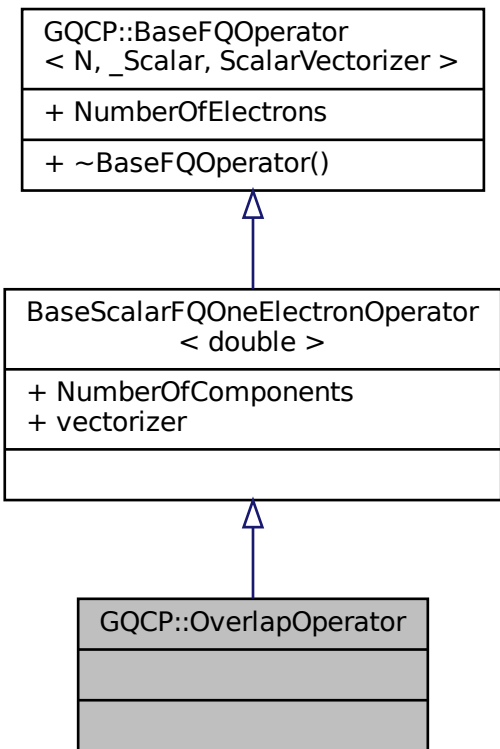 GQCP::BaseFQOperator
< N, _Scalar, ScalarVectorizer >
+ NumberOfElectrons
+ ~BaseFQOperator()
BaseScalarFQOneElectronOperator
< double >
+ NumberOfComponents
+ vectorizer
GQCP::OverlapOperator